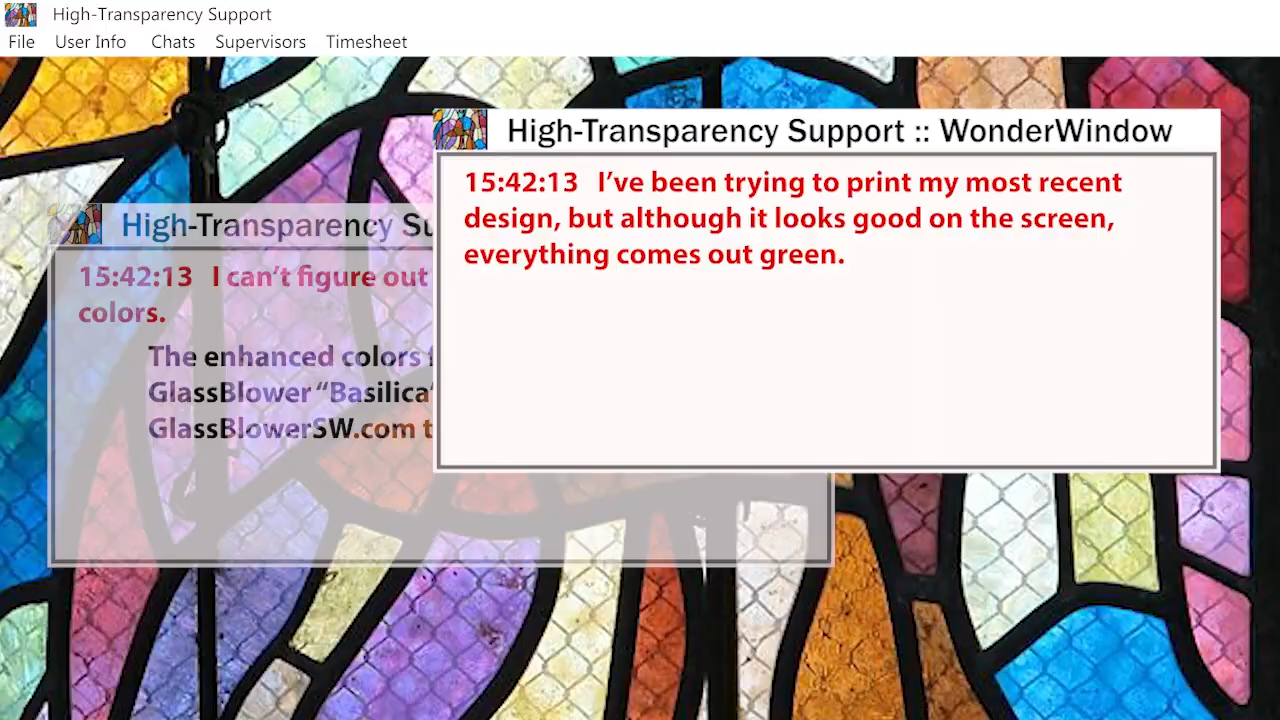 High-Transparency Support
File User Info Chats Supervisors Timesheet
High-Transparency Support :: WonderWindow
15:42:13 I’ve been trying to print my most recent
design, but although it looks good on the screen,
everything comes out green.
High-Transparency
15:42:13 I can’t figure out
colors.
The enhanced colors
GlassBlower “Basilica”
GlassBlowerSW.com